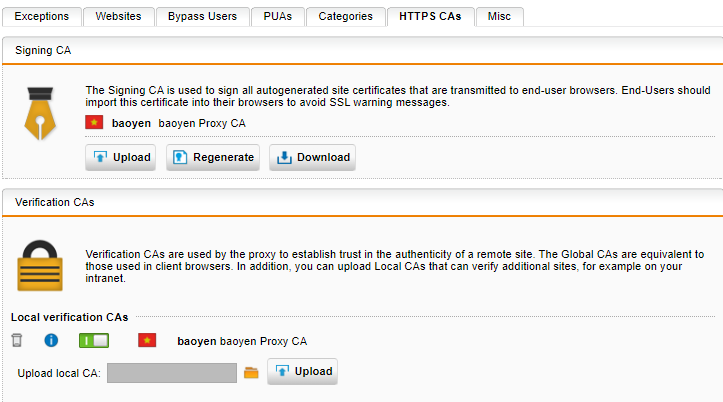 Exceptions Websites Bypass Users PUAs Categories HTTPS CAs Misc
Signing CA
The Signing CA is used to sign all autogenerated site certificates that are transmitted to end-user browsers. End-Users should
import this certificate into their browsers to avoid SSL warning messages.
baoyen baoyen Proxy CA
Upload Regenerate Download
Verification CAs
Verification CAs are used by the proxy to establish trust in the authenticity of a remote site. The Global CAs are equivalent to
those used in client browsers. In addition, you can upload Local CAs that can verify additional sites, for example on your
intranet.
Local verification CAs
baoyen baoyen Proxy CA
Upload local CA: Upload